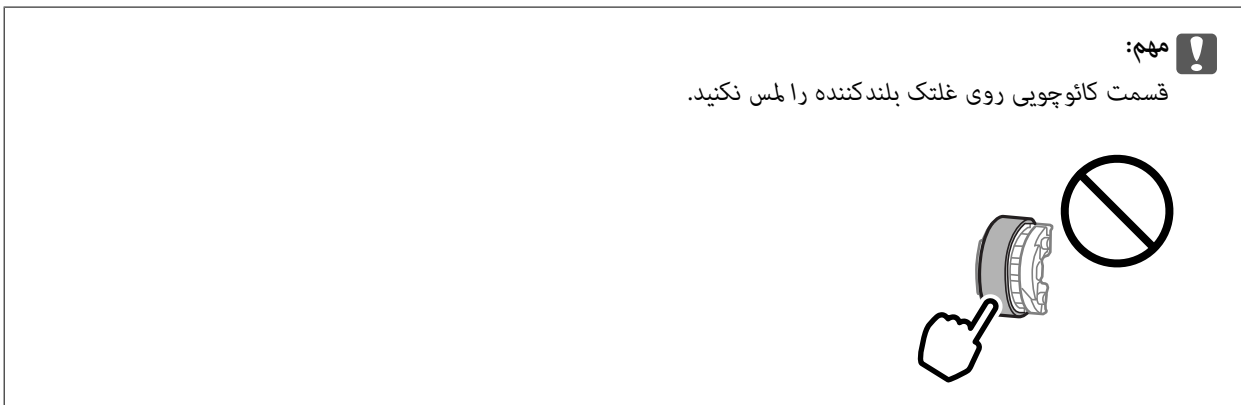 مهم:
قسمت کائوچویی روی غلتک بلندکننده را لمس نکنید.